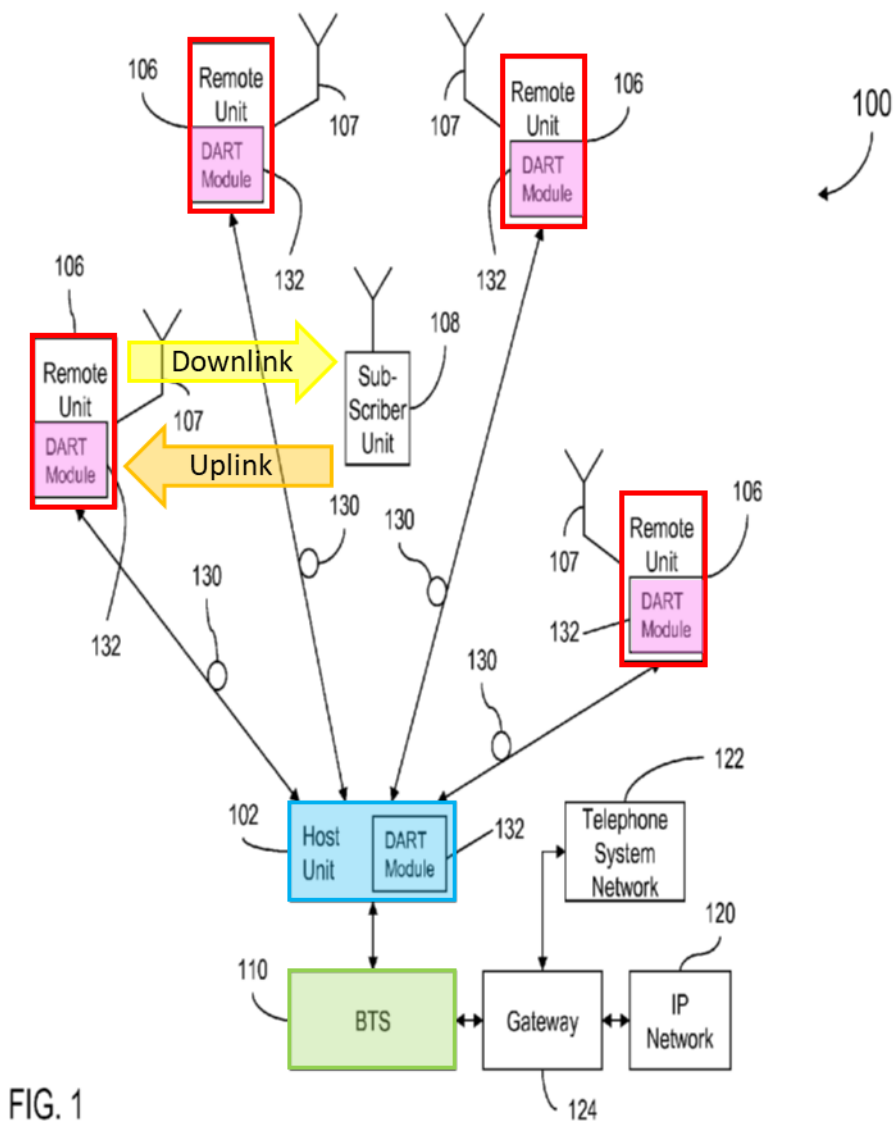 106
Remote
Unit
DART
Module
107
132
107
Remote
Unit
DART
Module
106
132
100
106
Remote
Unit
DART
Module
107
132
Downlink
Uplink
108
Sub-
Scriber
Unit
130
130
130
130
107
Remote
Unit
DART
Module
106
132
102
Host
Unit
DART
Module
132
122
Telephone
System
Network
110
BTS
Gateway
124
120
IP
Network
FIG. 1